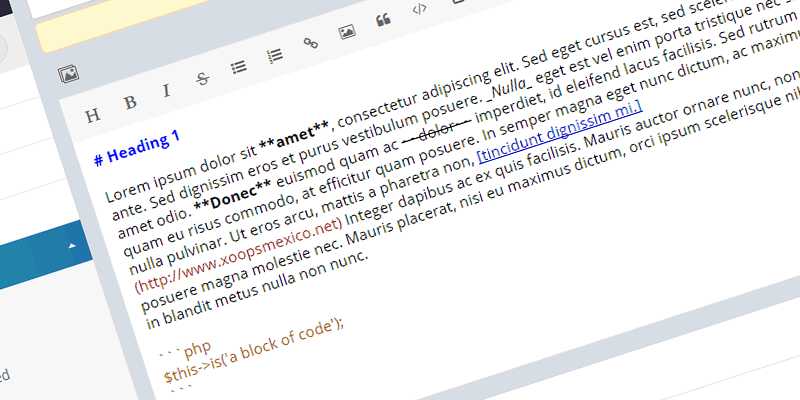 H B I S
# Heading 1
Lorem ipsum dolor sit **amet**, consectetur adipiscing elit. Sed eget cursus est, sed
ante. Sed dignissim eros et purus vestibulum posuere. _Nulla_ eget est vel enim porta tristique nec
amet odio. **Donec** euismod quam ac ~~dolor~~ imperdiet, id eleifend lacus facilisis. Sed rutrum
quam eu risus commodo, at efficitur quam posuere. In semper magna eget nunc dictum, ac
nulla pulvinar. Ut eros arcu, mattis a pharetra non, [tincidunt dignissim mi.]
(http://www.xoopsmexico.net) Integer dapibus ac ex quis facilisis. Mauris auctor ornare nunc, non
posuere magna molestie nec. Mauris placerat, nisi eu maximus dictum, orci ipsum scelerisque
in blandit metus nulla non nunc.
```php
$this->is('a block of code');
```
ed